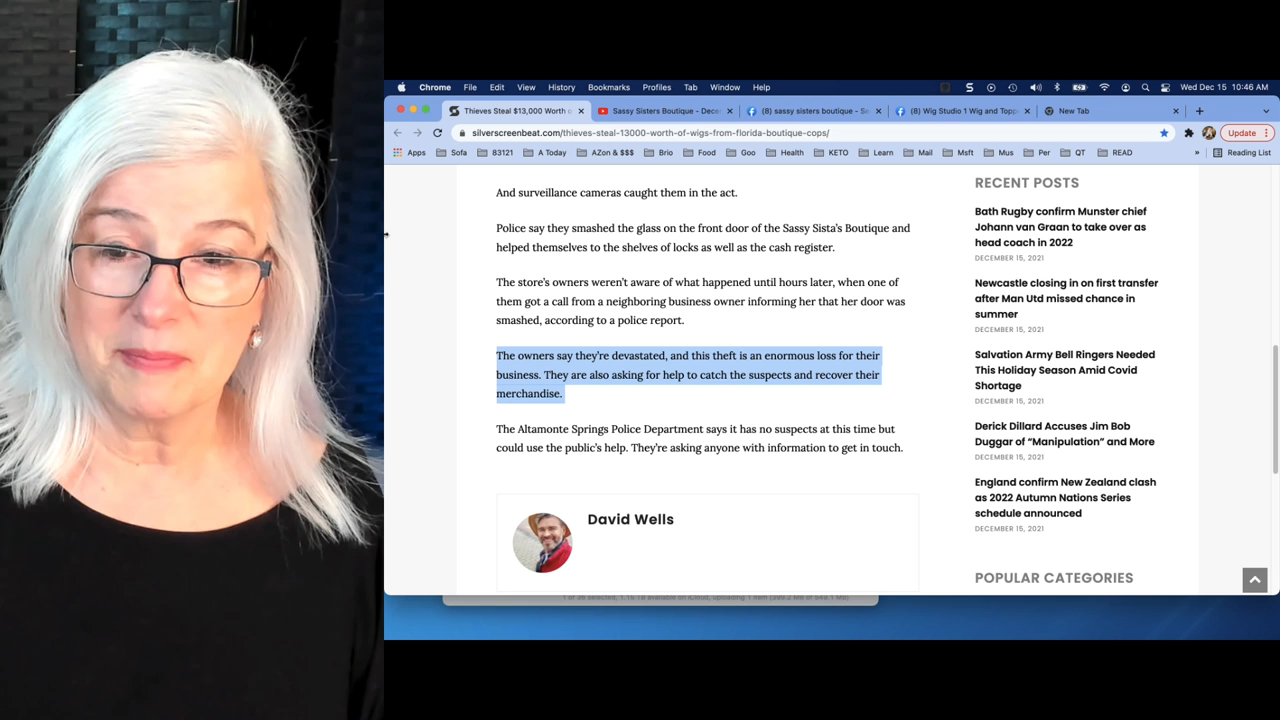 Chrome File Edit View History Bookmarks Profiles Tab Window Help
Wed Dec 15 10:46 AM
Thieves Steal $13,000 Worth o
Sassy Sisters Boutique - Dece
(8) sassy sisters boutique - Se
(8) Wig Studio 1 Wig and Topp
New Tab
silverscreenbeat.com/thieves-steal-13000-worth-of-wigs-from-florida-boutique-cops/
Update
Apps Sofa 83121 A Today AZon & $$$ Brio Food Goo Health KETO Learn Mail Msft Mus Per QT READ » Reading List
And surveillance cameras caught them in the act.
Police say they smashed the glass on the front door of the Sassy Sista's Boutique and
helped themselves to the shelves of locks as well as the cash register.
The store's owners weren't aware of what happened until hours later, when one of
them got a call from a neighboring business owner informing her that her door was
smashed, according to a police report.
The owners say they're devastated, and this theft is an enormous loss for their
business. They are also asking for help to catch the suspects and recover their
merchandise.
The Altamonte Springs Police Department says it has no suspects at this time but
could use the public's help. They're asking anyone with information to get in touch.
David Wells
RECENT POSTS
Bath Rugby confirm Munster chief
Johann van Graan to take over as
head coach in 2022
DECEMBER 15, 2021
Newcastle closing in on first transfer
after Man Utd missed chance in
summer
DECEMBER 15, 2021
Salvation Army Bell Ringers Needed
This Holiday Season Amid Covid
Shortage
DECEMBER 15, 2021
Derick Dillard Accuses Jim Bob
Duggar of "Manipulation" and More
DECEMBER 15, 2021
England confirm New Zealand clash
as 2022 Autumn Nations Series
schedule announced
DECEMBER 15, 2021
POPULAR CATEGORIES